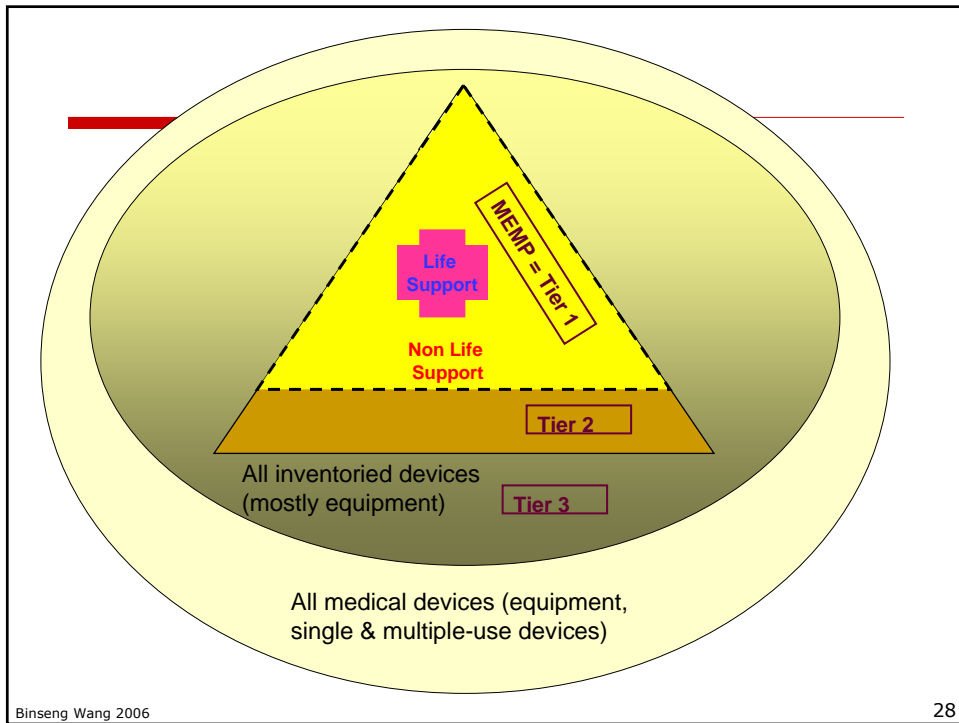 MEMP = Tier 1
Life
Support
Non Life
Support
Tier 2
All inventoried devices
(mostly equipment)
Tier 3
All medical devices (equipment,
single & multiple-use devices)
Binseng Wang 2006
28